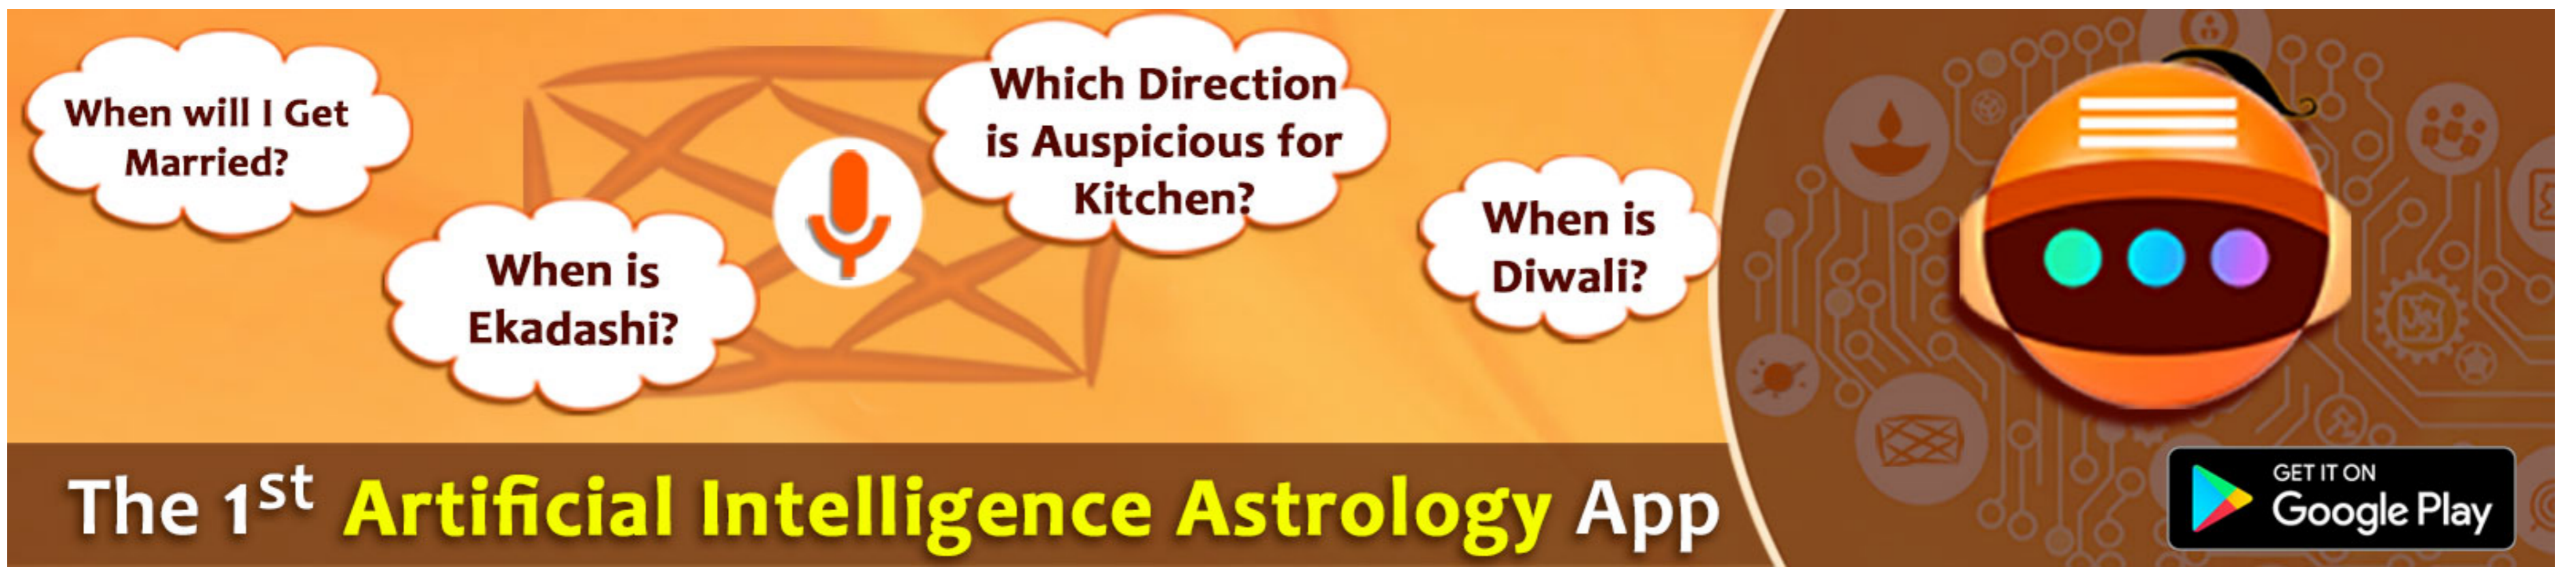 When will I Get
Married?
When is
Ekadashi?
Which Direction
is Auspicious for
Kitchen?
When is
Diwali?
The 1st Artificial Intelligence Astrology App
GET IT ON
Google Play